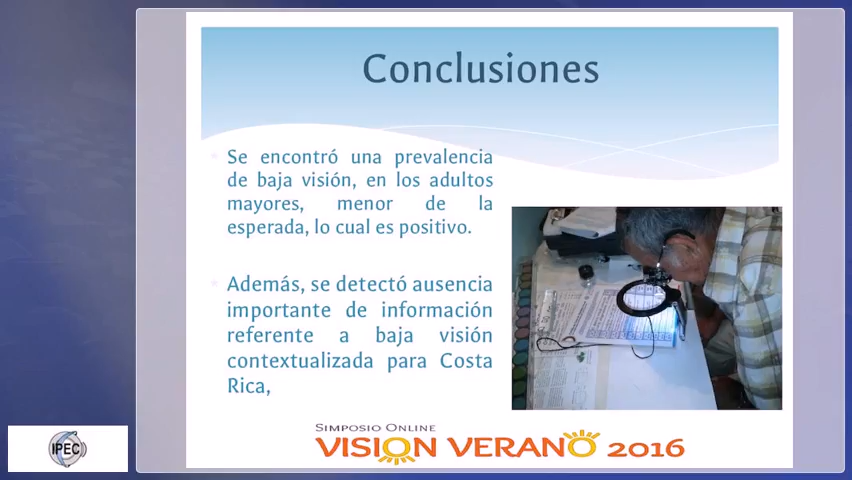 Conclusiones
Se encontró una prevalencia
de baja visión, en los adultos
mayores, menor de la
esperada, lo cual es positivo.
Además, se detectó ausencia
importante de información
referente a baja visión
contextualizada para Costa
Rica,
SIMPOSIO ONLINE
VISION VERANO 2016
IPEC